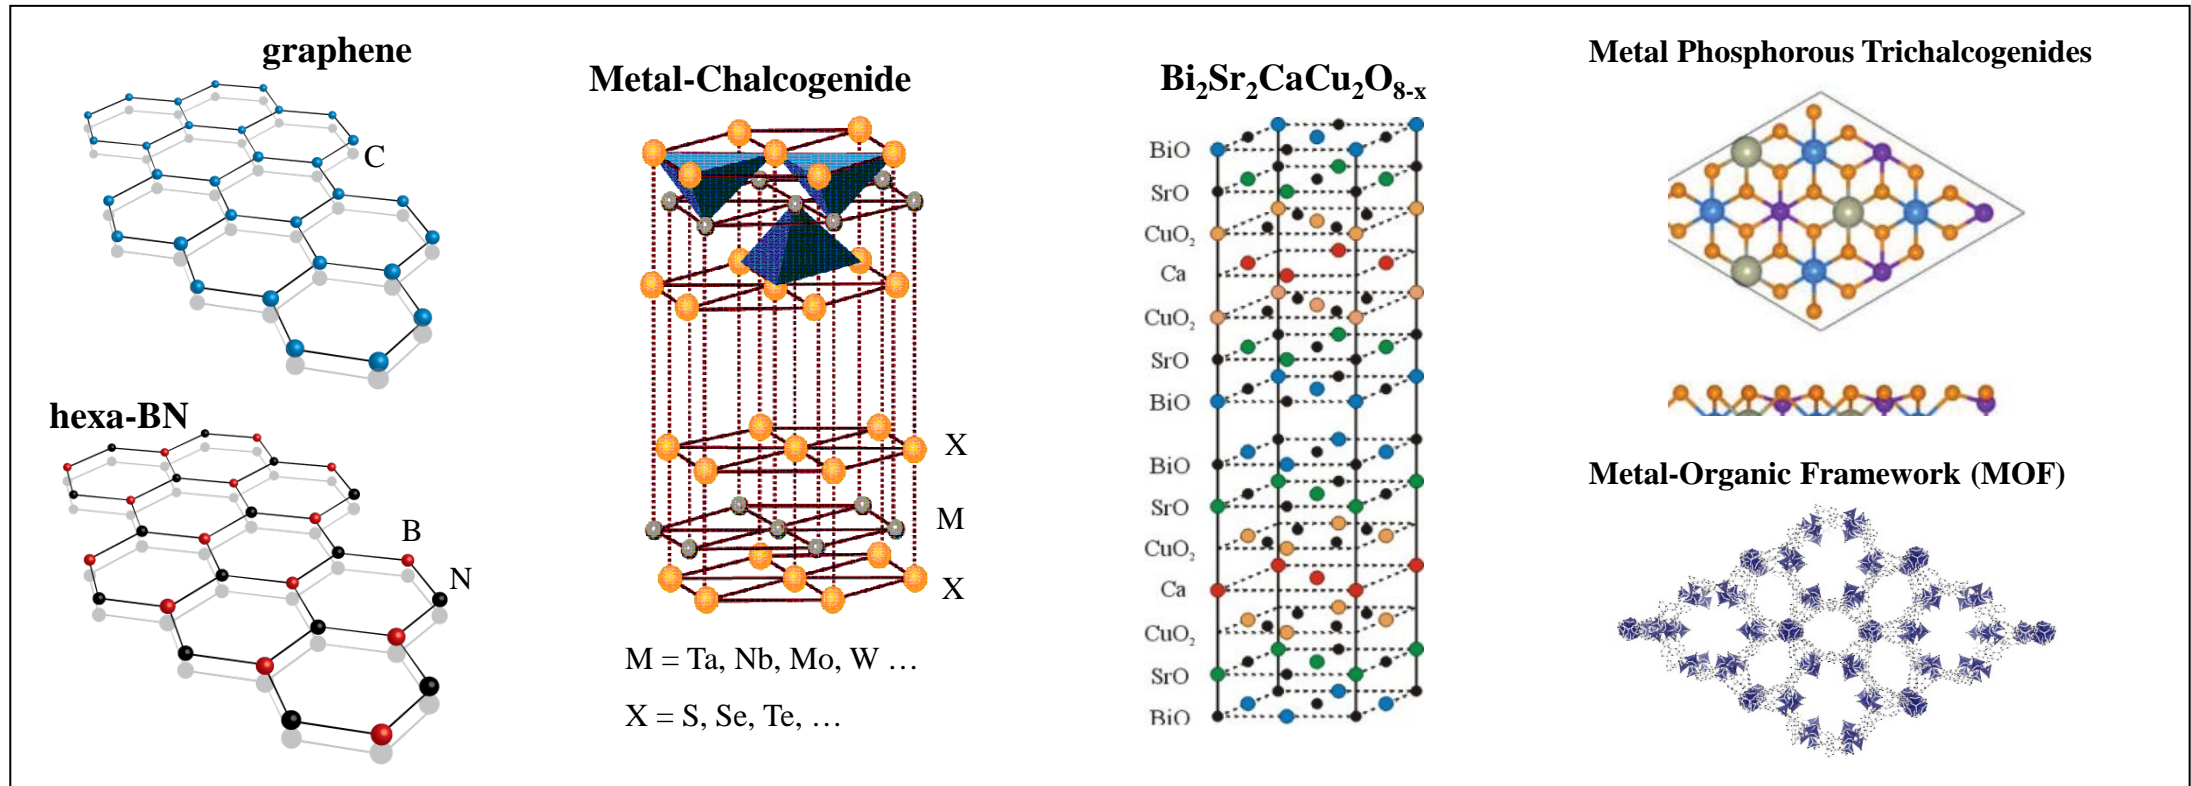 graphene
C
hexa-BN
B
N
Metal-Chalcogenide
X
M
X
M = Ta, Nb, Mo, W …
X = S, Se, Te, …
Bi₂Sr₂CaCu₂O₈₋ₓ
BiO
SrO
CuO₂
Ca
CuO₂
SrO
BiO
BiO
SrO
CuO₂
Ca
CuO₂
SrO
BiO
Metal Phosphorous Trichalcogenides
Metal-Organic Framework (MOF)